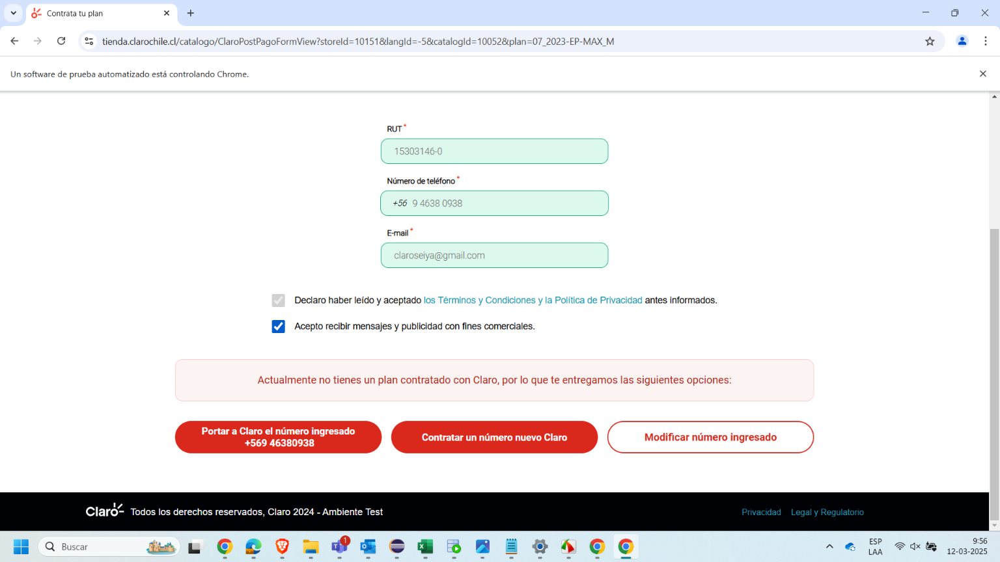 Contrata tu plan
tienda.clarochile.cl/catalogo/ClaroPostPagoFormView?storeId=10151&langId=-5&catalogId=10052&plan=07_2023-EP-MAX_M
Un software de prueba automatizado está controlando Chrome.
RUT *
15303146-0
Número de teléfono *
+56 9 4638 0938
E-mail *
claroseiya@gmail.com
Declaro haber leído y aceptado los Términos y Condiciones y la Política de Privacidad antes informados.
Acepto recibir mensajes y publicidad con fines comerciales.
Actualmente no tienes un plan contratado con Claro, por lo que te entregamos las siguientes opciones:
Portar a Claro el número ingresado
+569 46380938
Contratar un número nuevo Claro
Modificar número ingresado
Claro Todos los derechos reservados, Claro 2024 - Ambiente Test
Privacidad Legal y Regulatorio
Buscar
1
ESP
LAA
9:56
12-03-2025